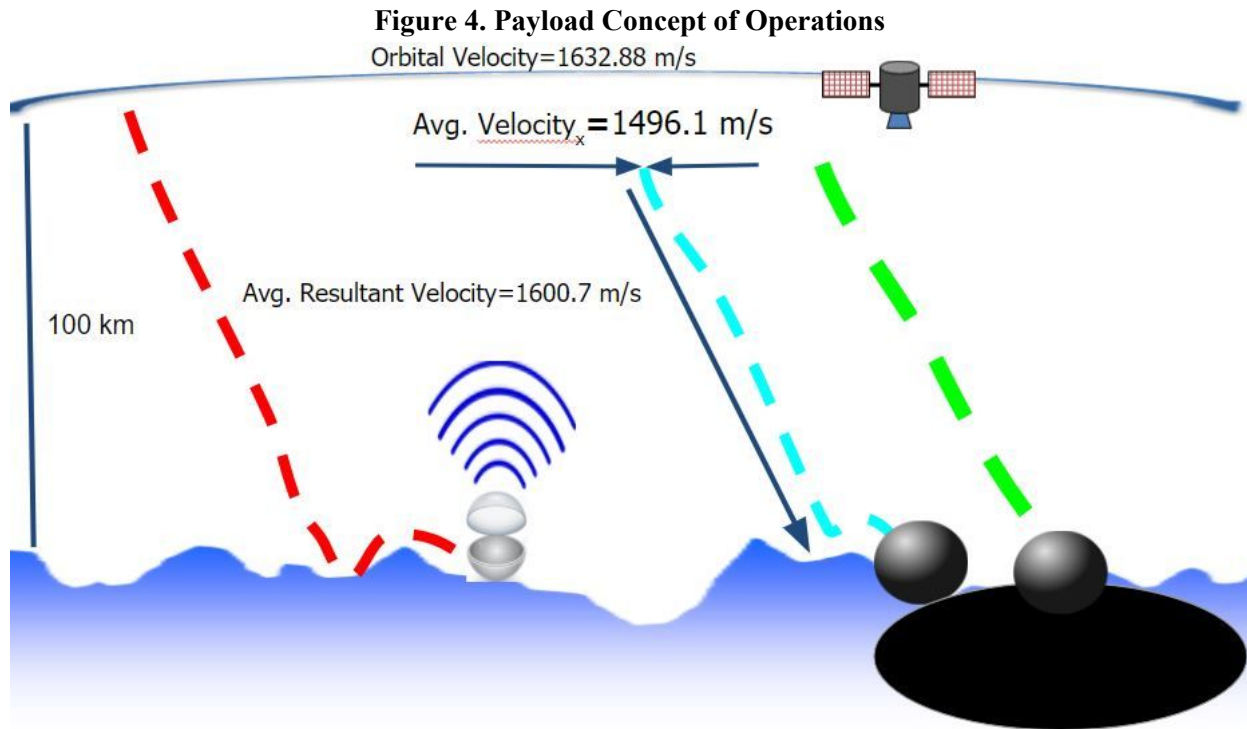 Figure 4. Payload Concept of Operations
Orbital Velocity=1632.88 m/s
Avg. Velocityx=1496.1 m/s
Avg. Resultant Velocity=1600.7 m/s
100 km